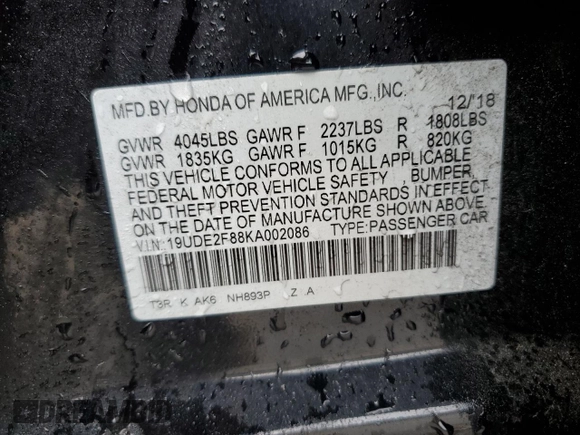 MFD.BY HONDA OF AMERICA MFG.,INC. 12/'18
GVWR 4045LBS GAWR F 2237LBS R 1808LBS
GVWR 1835KG GAWR F 1015KG R 820KG
THIS VEHICLE CONFORMS TO ALL APPLICABLE
FEDERAL MOTOR VEHICLE SAFETY , BUMPER,
AND THEFT PREVENTION STANDARDS IN EFFECT
ON THE DATE OF MANUFACTURE SHOWN ABOVE.
V.I.N: 19UDE2F88KA002086 TYPE:PASSENGER CAR
T3R K AK6 NH893P Z A
DREAMBID